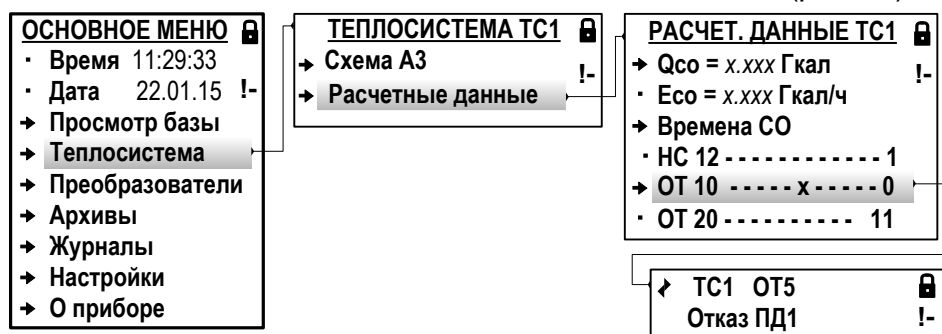 ОСНОВНОЕ МЕНЮ
· Время 11:29:33
· Дата 22.01.15 !-
→ Просмотр базы
→ Теплосистема
→ Преобразователи
→ Архивы
→ Журналы
→ Настройки
→ О приборе
ТЕПЛОСИСТЕМА ТС1
→ Схема А3 !-
→ Расчетные данные
РАСЧЕТ. ДАННЫЕ ТС1
→ Qco = x.xxx Гкал !-
· Eco = x.xxx Гкал/ч
→ Времена СО
· НС 12 - - - - - - - - - - - - 1
→ ОТ 10 - - - - - x - - - - - 0
· ОТ 20 - - - - - - - - - - 11
ТС1 ОТ5
Отказ ПД1 !-